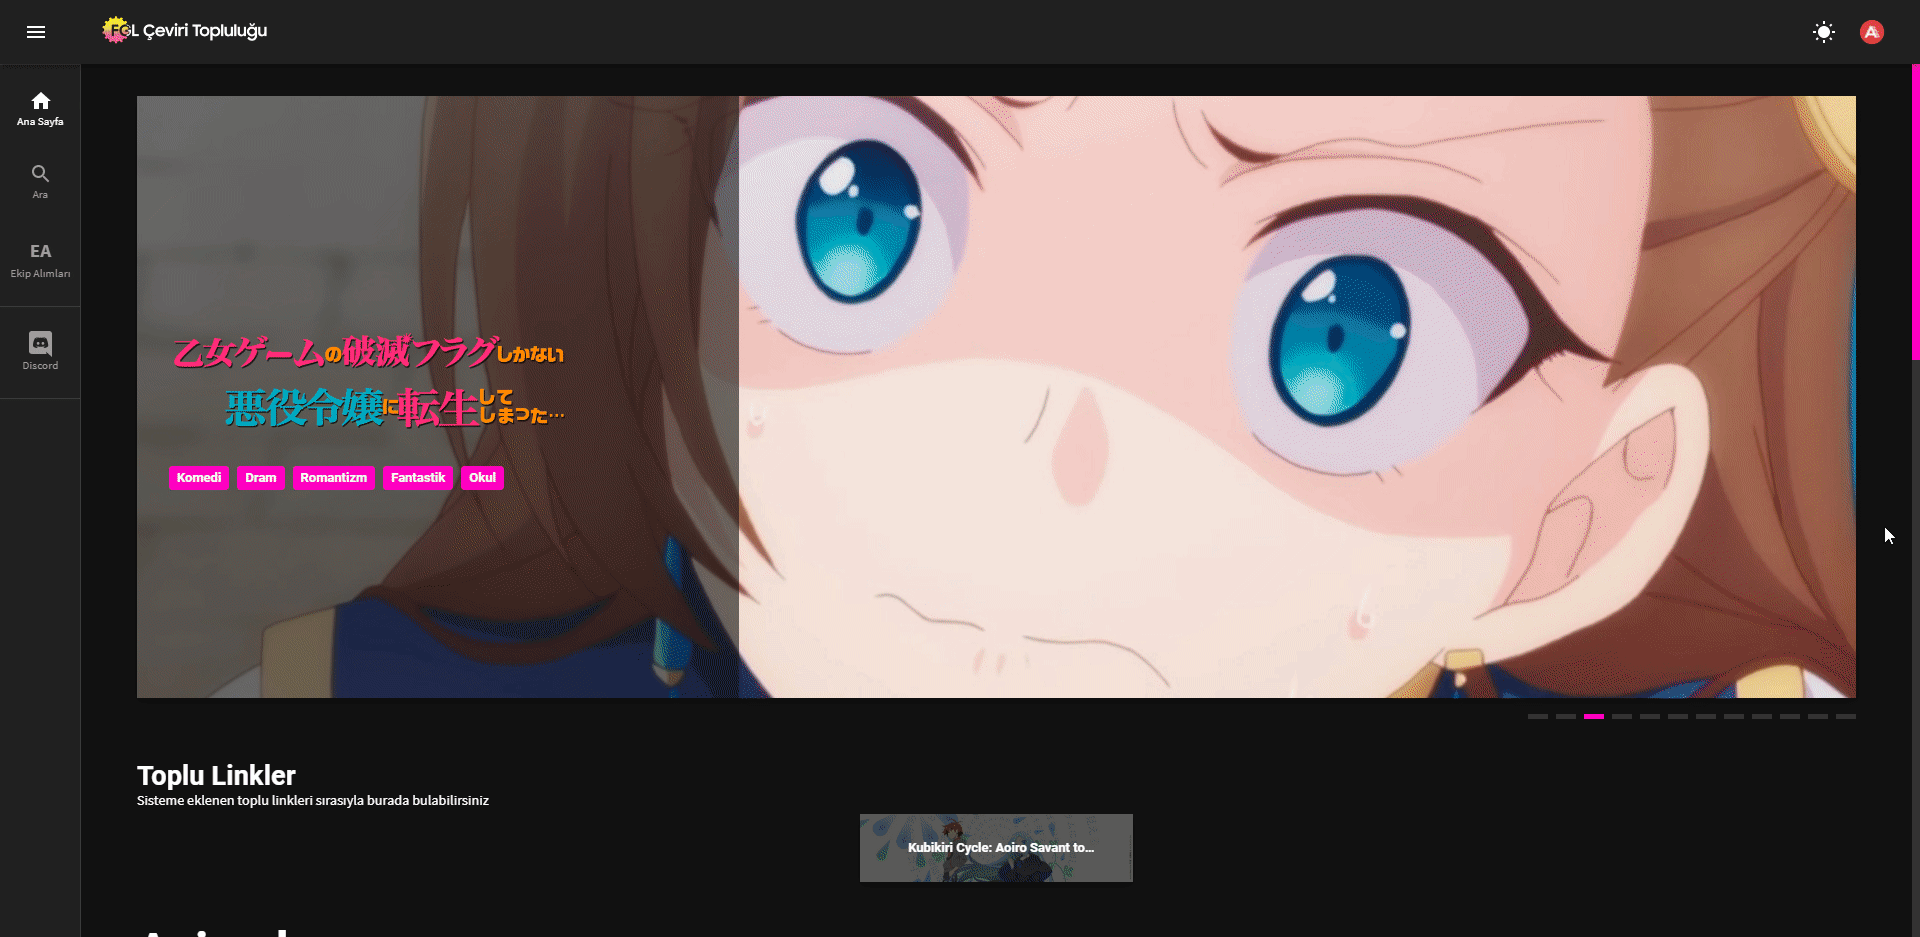 FGL Çeviri Topluluğu
Ana Sayfa
Ara
EA
Ekip Alımları
Discord
乙女ゲームの破滅フラグしかない
悪役令嬢に転生してしまった…
Komedi
Dram
Romantizm
Fantastik
Okul
Toplu Linkler
Sisteme eklenen toplu linkleri sırasıyla burada bulabilirsiniz
Kubikiri Cycle: Aoiro Savant to...